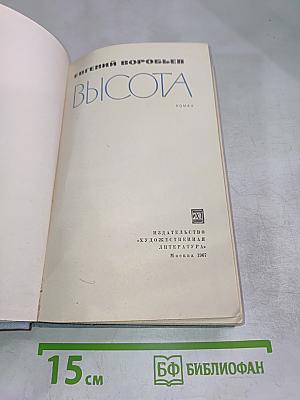 ЕВГЕНИЙ ВОРОБЬЕВ
ВЫСОТА
РОМАН
ИЗДАТЕЛЬСТВО
«ХУДОЖЕСТВЕННАЯ
ЛИТЕРАТУРА»
Москва 1967
15 см
БФ БИБЛИОФАН